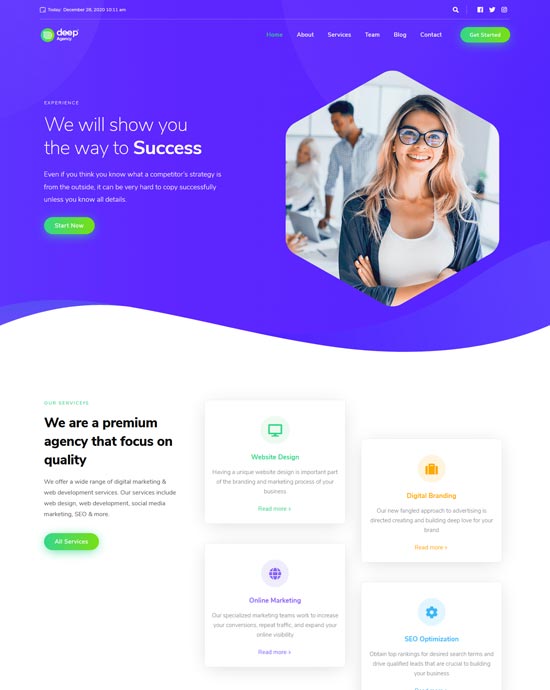 Today: December 28, 2020 10:11 am
deep
Agency
Home
About
Services
Team
Blog
Contact
Get Started
EXPERIENCE
We will show you
the way to Success
Even if you think you know what a competitor's strategy is
from the outside, it can be very hard to copy successfully
unless you know all details.
Start Now
OUR SERVICEJS
We are a premium
agency that focus on
quality
We offer a wide range of digital marketing &
web development services. Our services include
web design, web development, social media
marketing, SEO & more.
All Services
Website Design
Having a unique website design is important part
of the branding and marketing process of your
business.
Read more »
Digital Branding
Our new fangled approach to advertising is
directed creating and building deep love for your
brand.
Read more »
Online Marketing
Our specialized marketing teams work to increase
your conversions, repeat traffic, and expand your
online visibility.
Read more »
SEO Optimization
Obtain top rankings for desired search terms and
drive qualified leads that are crucial to building
your business
Read more »